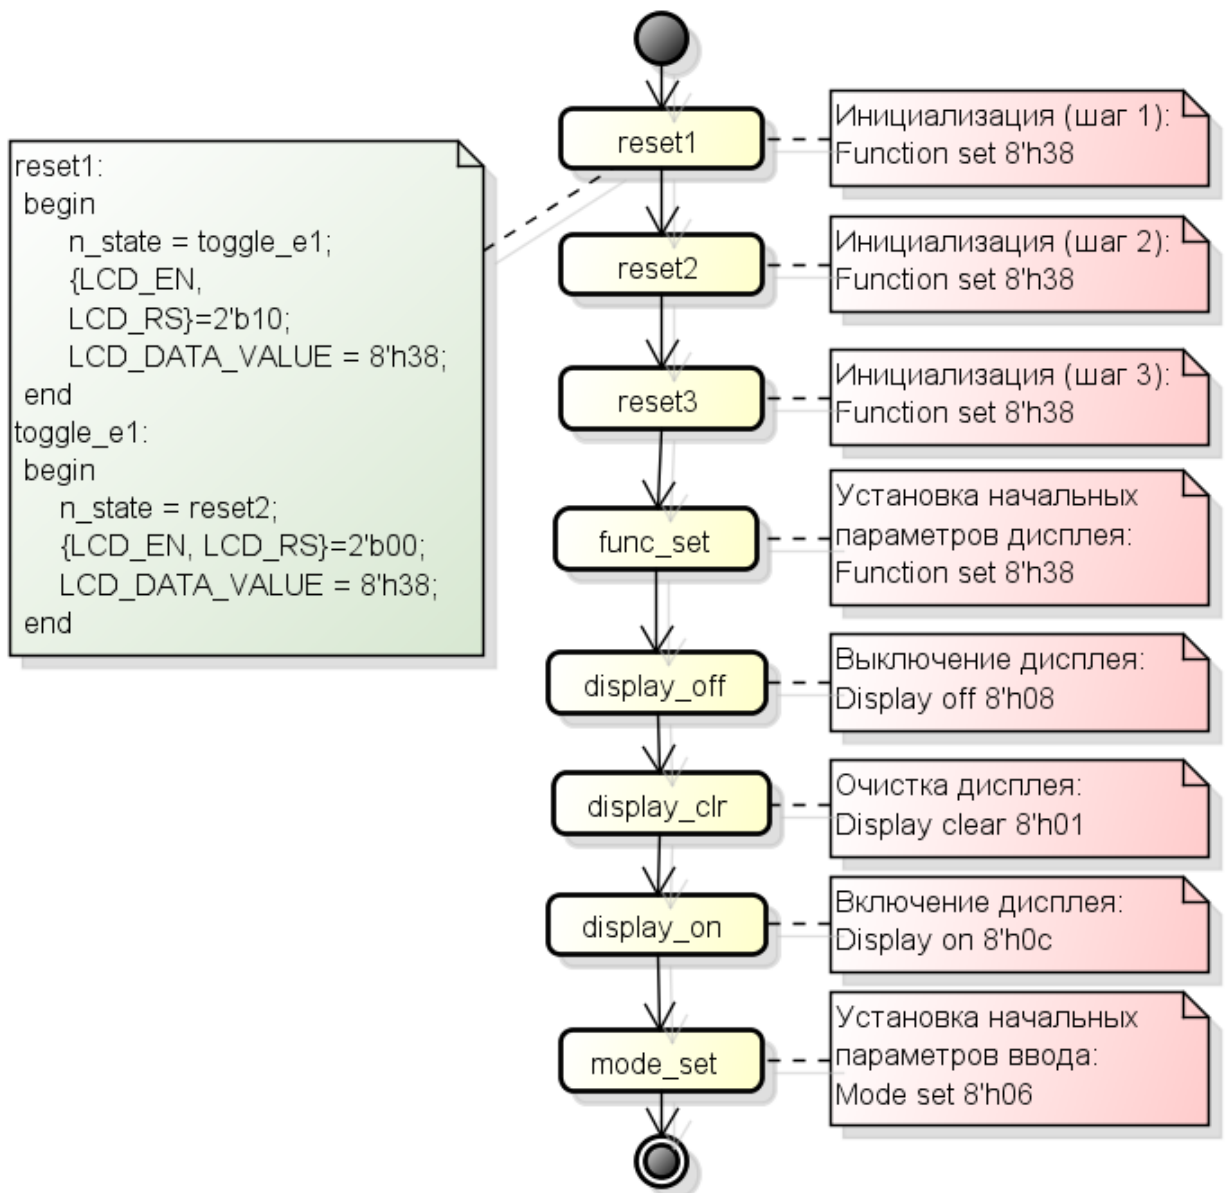 reset1:
begin
n_state = toggle_e1;
{LCD_EN,
LCD_RS}=2'b10;
LCD_DATA_VALUE = 8'h38;
end
toggle_e1:
begin
n_state = reset2;
{LCD_EN, LCD_RS}=2'b00;
LCD_DATA_VALUE = 8'h38;
end
reset1
Инициализация (шаг 1):
Function set 8'h38
reset2
Инициализация (шаг 2):
Function set 8'h38
reset3
Инициализация (шаг 3):
Function set 8'h38
func_set
Установка начальных
параметров дисплея:
Function set 8'h38
display_off
Выключение дисплея:
Display off 8'h08
display_clr
Очистка дисплея:
Display clear 8'h01
display_on
Включение дисплея:
Display on 8'h0c
mode_set
Установка начальных
параметров ввода:
Mode set 8'h06